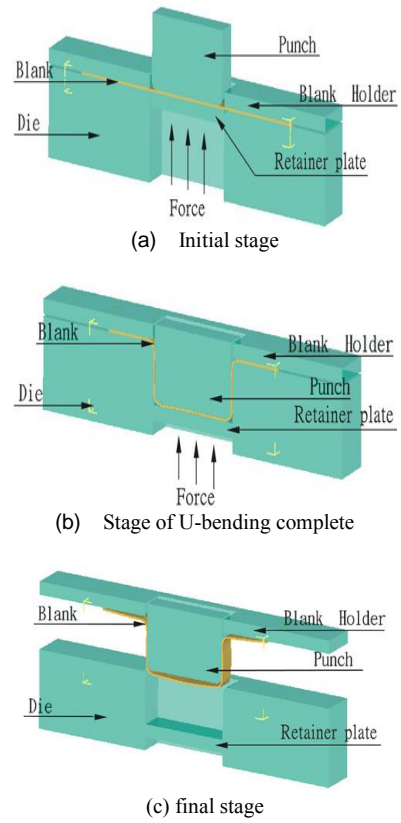 Punch
Blank
Blank Holder
Die
Retainer plate
Force
(a) Initial stage
Blank
Blank Holder
Punch
Die
Retainer plate
Force
(b) Stage of U-bending complete
Blank Holder
Blank
Punch
Die
Retainer plate
(c) final stage